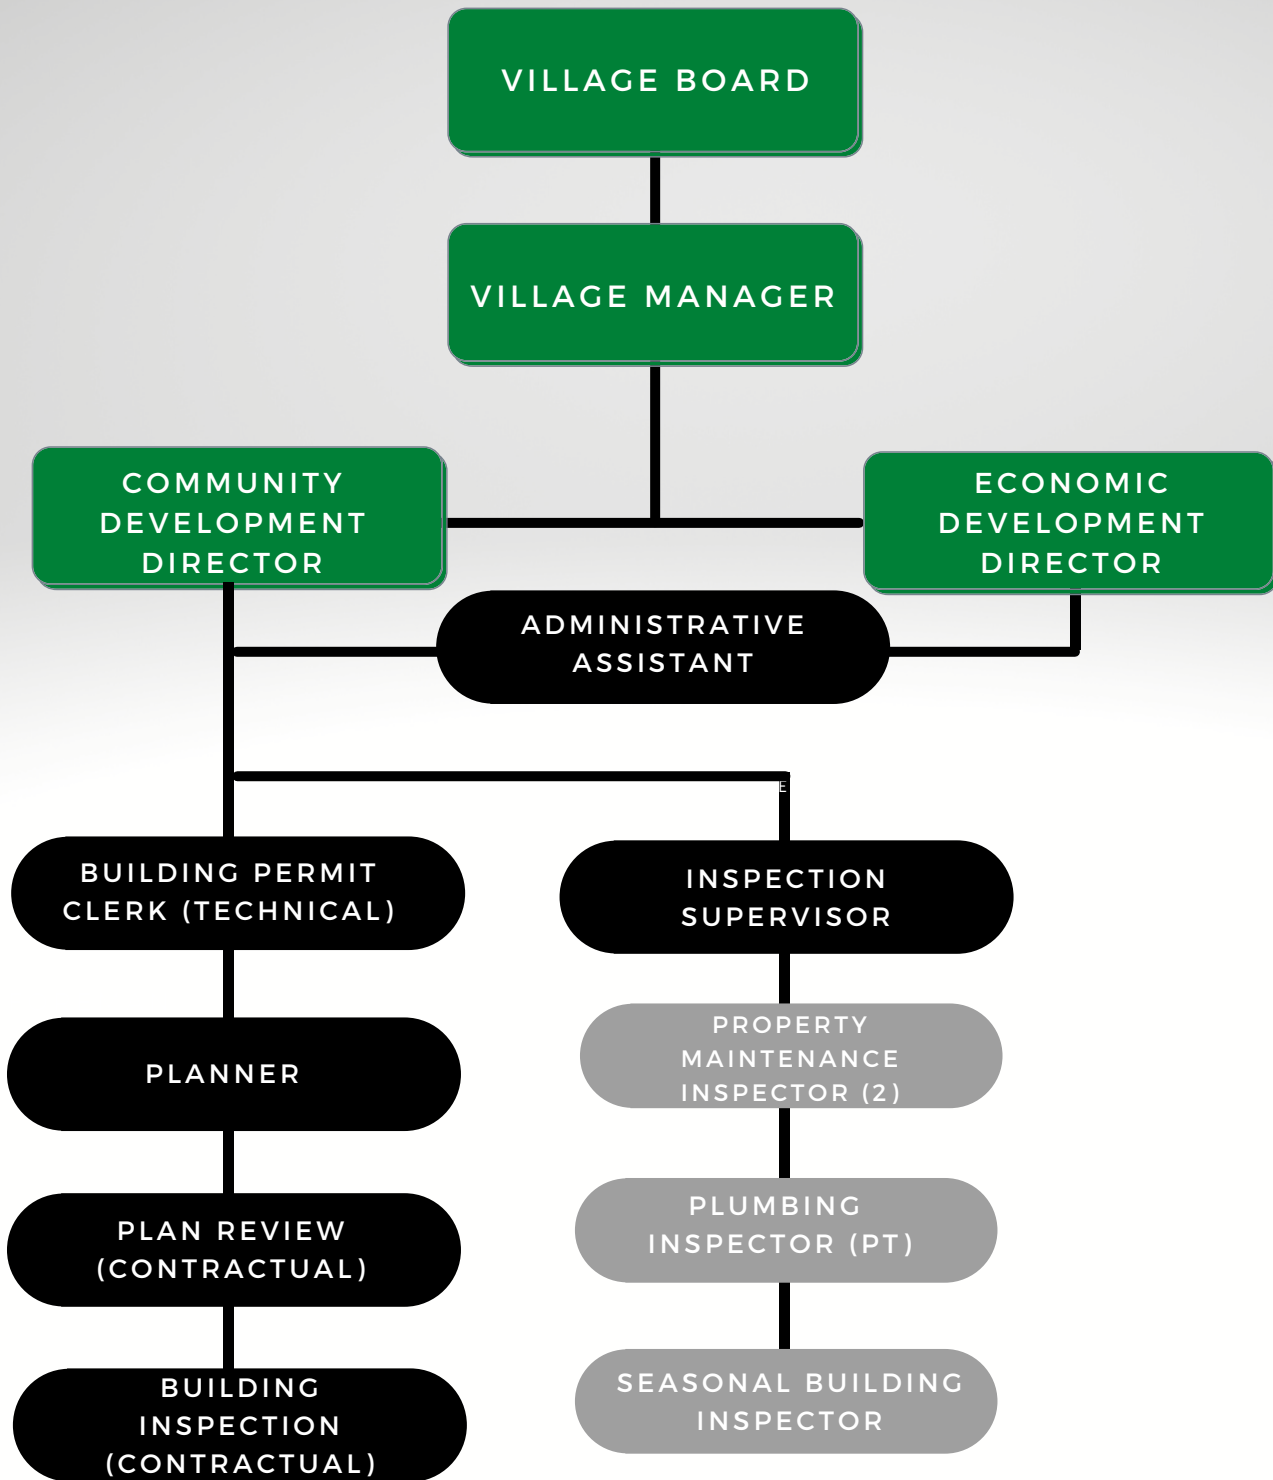 VILLAGE BOARD
VILLAGE MANAGER
COMMUNITY
DEVELOPMENT
DIRECTOR
ECONOMIC
DEVELOPMENT
DIRECTOR
ADMINISTRATIVE
ASSISTANT
E
BUILDING PERMIT
CLERK (TECHNICAL)
INSPECTION
SUPERVISOR
PROPERTY
MAINTENANCE
INSPECTOR (2)
PLANNER
PLUMBING
INSPECTOR (PT)
PLAN REVIEW
(CONTRACTUAL)
SEASONAL BUILDING
INSPECTOR
BUILDING
INSPECTION
(CONTRACTUAL)